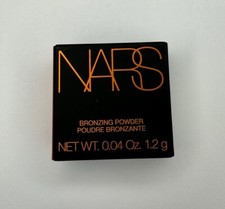 NARS
BRONZING POWDER
POUDRE BRONZANTE
NET WT. 0.04 Oz. 1.2 g